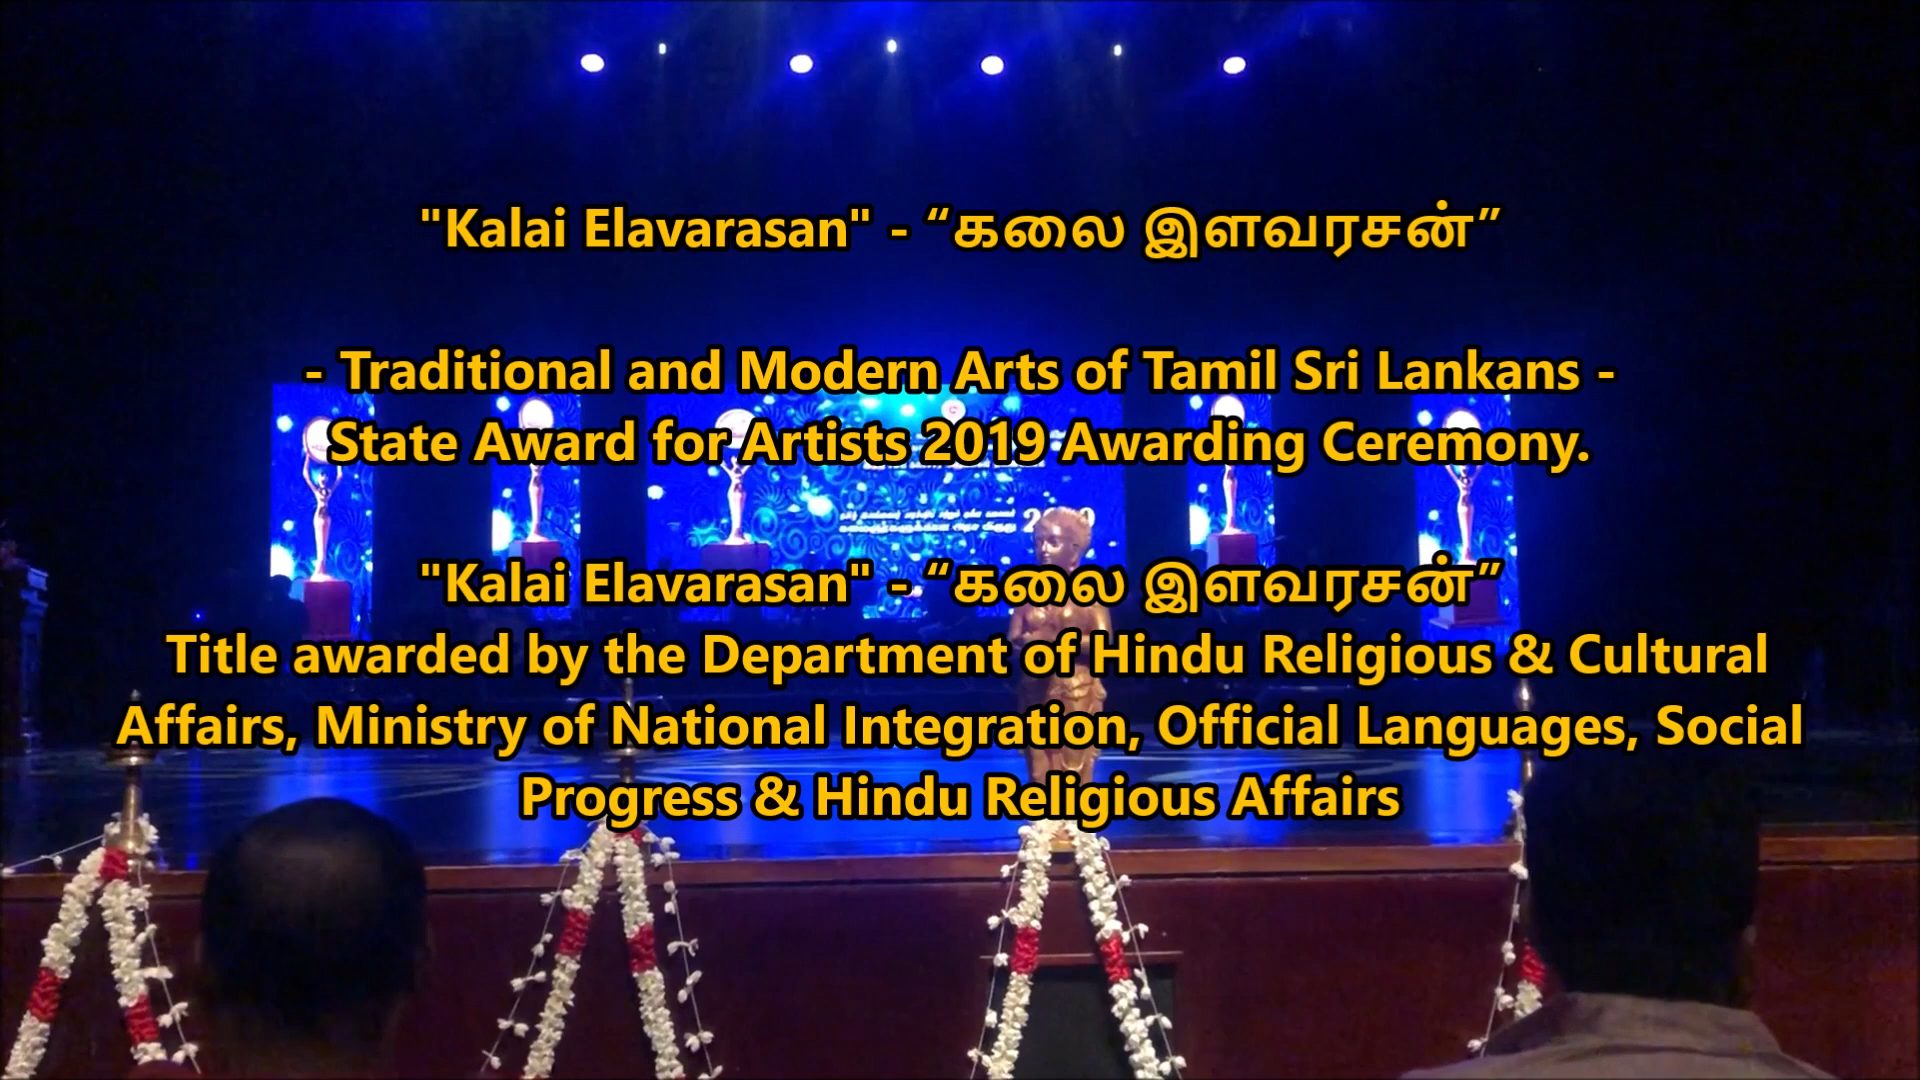 "Kalai Elavarasan" - “கலை இளவரசன்”
- Traditional and Modern Arts of Tamil Sri Lankans -
State Award for Artists 2019 Awarding Ceremony.
"Kalai Elavarasan" - “கலை இளவரசன்”
Title awarded by the Department of Hindu Religious & Cultural
Affairs, Ministry of National Integration, Official Languages, Social
Progress & Hindu Religious Affairs